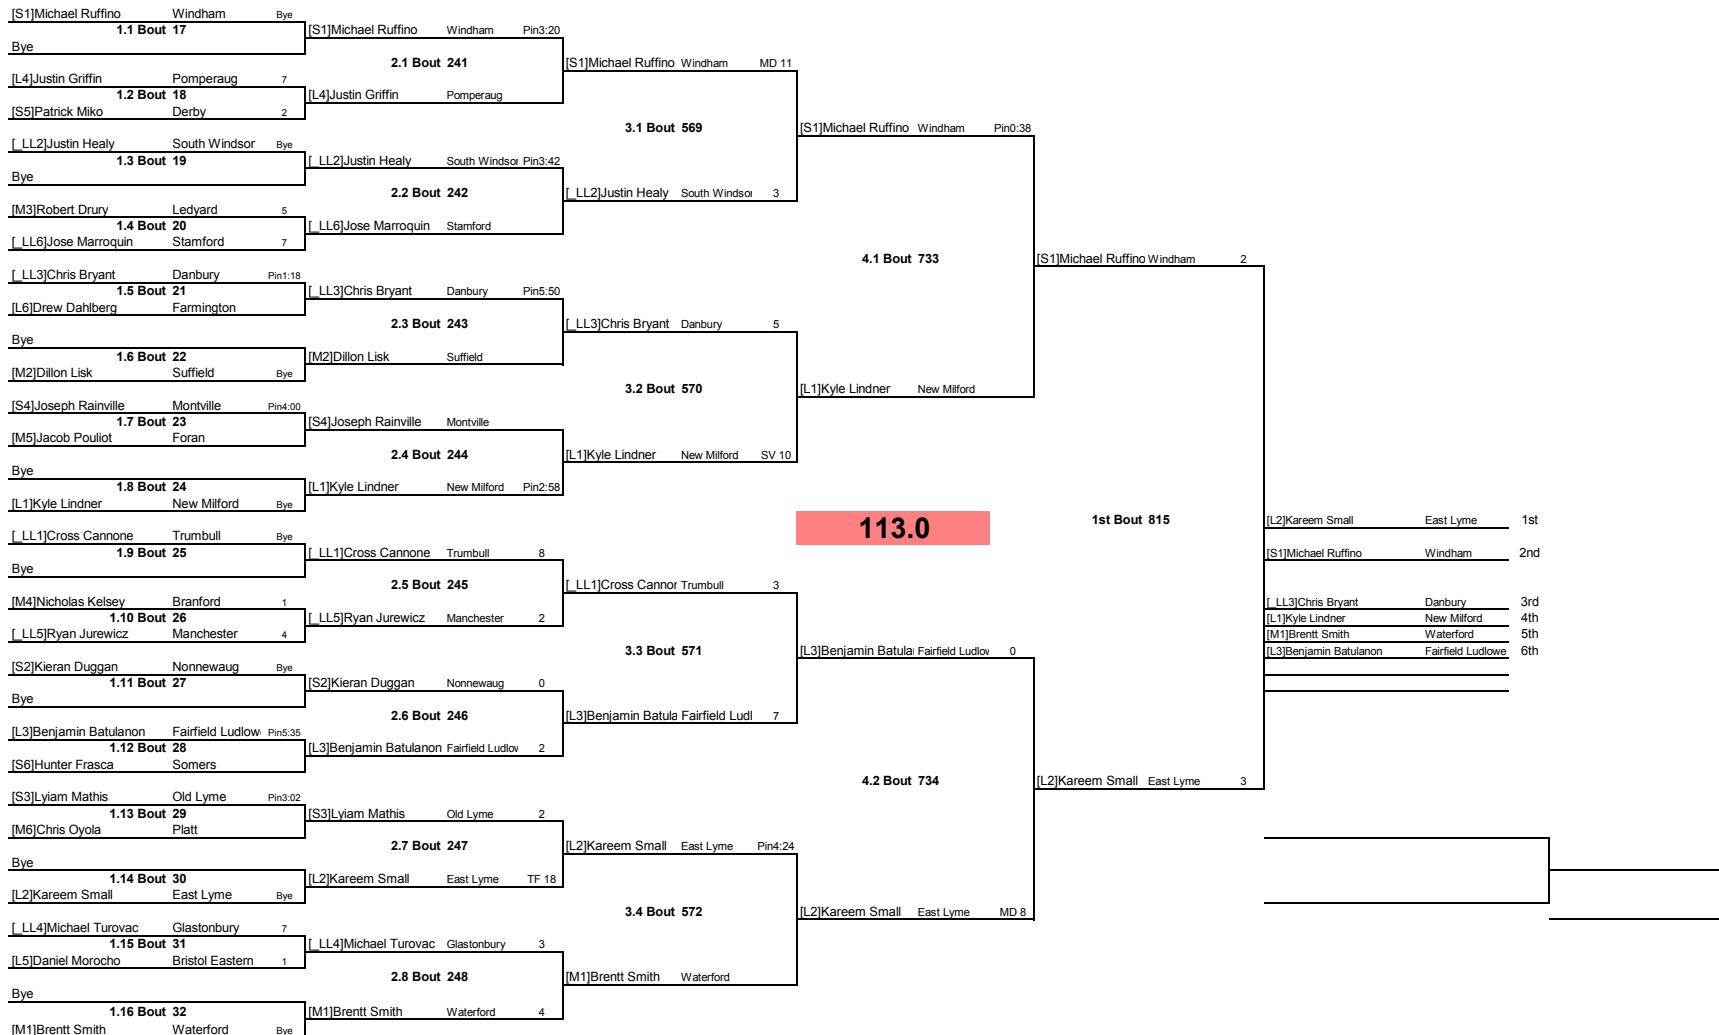 [S1]Michael Ruffino Windham Bye
1.1 Bout 17
Bye
[L4]Justin Griffin Pomperaug 7
1.2 Bout 18
[S5]Patrick Miko Derby 2
[_LL2]Justin Healy South Windsor Bye
1.3 Bout 19
Bye
[M3]Robert Drury Ledyard 5
1.4 Bout 20
[_LL6]Jose Marroquin Stamford 7
[_LL3]Chris Bryant Danbury Pin1:18
1.5 Bout 21
[L6]Drew Dahlberg Farmington
Bye
1.6 Bout 22
[M2]Dillon Lisk Suffield Bye
[S4]Joseph Rainville Montville Pin4:00
1.7 Bout 23
[M5]Jacob Pouliot Foran
Bye
1.8 Bout 24
[L1]Kyle Lindner New Milford Bye
[_LL1]Cross Cannone Trumbull Bye
1.9 Bout 25
Bye
[M4]Nicholas Kelsey Branford 1
1.10 Bout 26
[_LL5]Ryan Jurewicz Manchester 4
[S2]Kieran Duggan Nonnewaug Bye
1.11 Bout 27
Bye
[L3]Benjamin Batulanon Fairfield Ludlow Pin5:35
1.12 Bout 28
[S6]Hunter Frasca Somers
[S3]Lyiam Mathis Old Lyme Pin3:02
1.13 Bout 29
[M6]Chris Oyola Platt
Bye
1.14 Bout 30
[L2]Kareem Small East Lyme Bye
[_LL4]Michael Turovac Glastonbury 7
1.15 Bout 31
[L5]Daniel Morocho Bristol Eastern 1
Bye
1.16 Bout 32
[M1]Brentt Smith Waterford Bye
[S1]Michael Ruffino Windham Pin3:20
2.1 Bout 241
[L4]Justin Griffin Pomperaug
[_LL2]Justin Healy South Windsor Pin3:42
2.2 Bout 242
[_LL6]Jose Marroquin Stamford
[_LL3]Chris Bryant Danbury Pin5:50
2.3 Bout 243
[M2]Dillon Lisk Suffield
[S4]Joseph Rainville Montville
2.4 Bout 244
[L1]Kyle Lindner New Milford Pin2:58
[_LL1]Cross Cannone Trumbull 8
2.5 Bout 245
[_LL5]Ryan Jurewicz Manchester 2
[S2]Kieran Duggan Nonnewaug 0
2.6 Bout 246
[L3]Benjamin Batulanon Fairfield Ludlow 2
[S3]Lyiam Mathis Old Lyme 2
2.7 Bout 247
[L2]Kareem Small East Lyme TF 18
[_LL4]Michael Turovac Glastonbury 3
2.8 Bout 248
[M1]Brentt Smith Waterford 4
[S1]Michael Ruffino Windham MD 11
3.1 Bout 569
[_LL2]Justin Healy South Windsor 3
[_LL3]Chris Bryant Danbury 5
3.2 Bout 570
[L1]Kyle Lindner New Milford SV 10
[_LL1]Cross Cannor Trumbull 3
3.3 Bout 571
[L3]Benjamin Batula Fairfield Ludl 7
[L2]Kareem Small East Lyme Pin4:24
3.4 Bout 572
[M1]Brentt Smith Waterford
[S1]Michael Ruffino Windham Pin0:38
4.1 Bout 733
[L1]Kyle Lindner New Milford
113.0
[L3]Benjamin Batula Fairfield Ludlow 0
4.2 Bout 734
[L2]Kareem Small East Lyme MD 8
[S1]Michael Ruffino Windham 2
1st Bout 815
[L2]Kareem Small East Lyme 3
[L2]Kareem Small East Lyme 1st
[S1]Michael Ruffino Windham 2nd
[_LL3]Chris Bryant Danbury 3rd
[L1]Kyle Lindner New Milford 4th
[M1]Brentt Smith Waterford 5th
[L3]Benjamin Batulanon Fairfield Ludlowe 6th